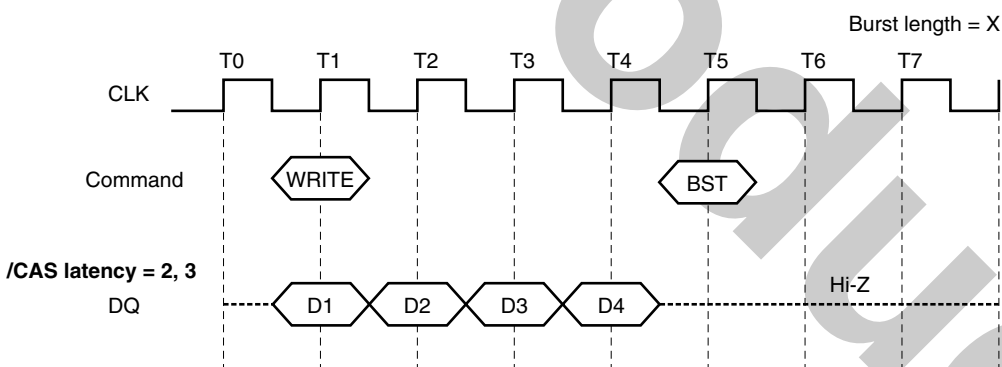 Burst length = X
T0 T1 T2 T3 T4 T5 T6 T7
CLK
Command WRITE BST
/CAS latency = 2, 3
DQ D1 D2 D3 D4 Hi-Z